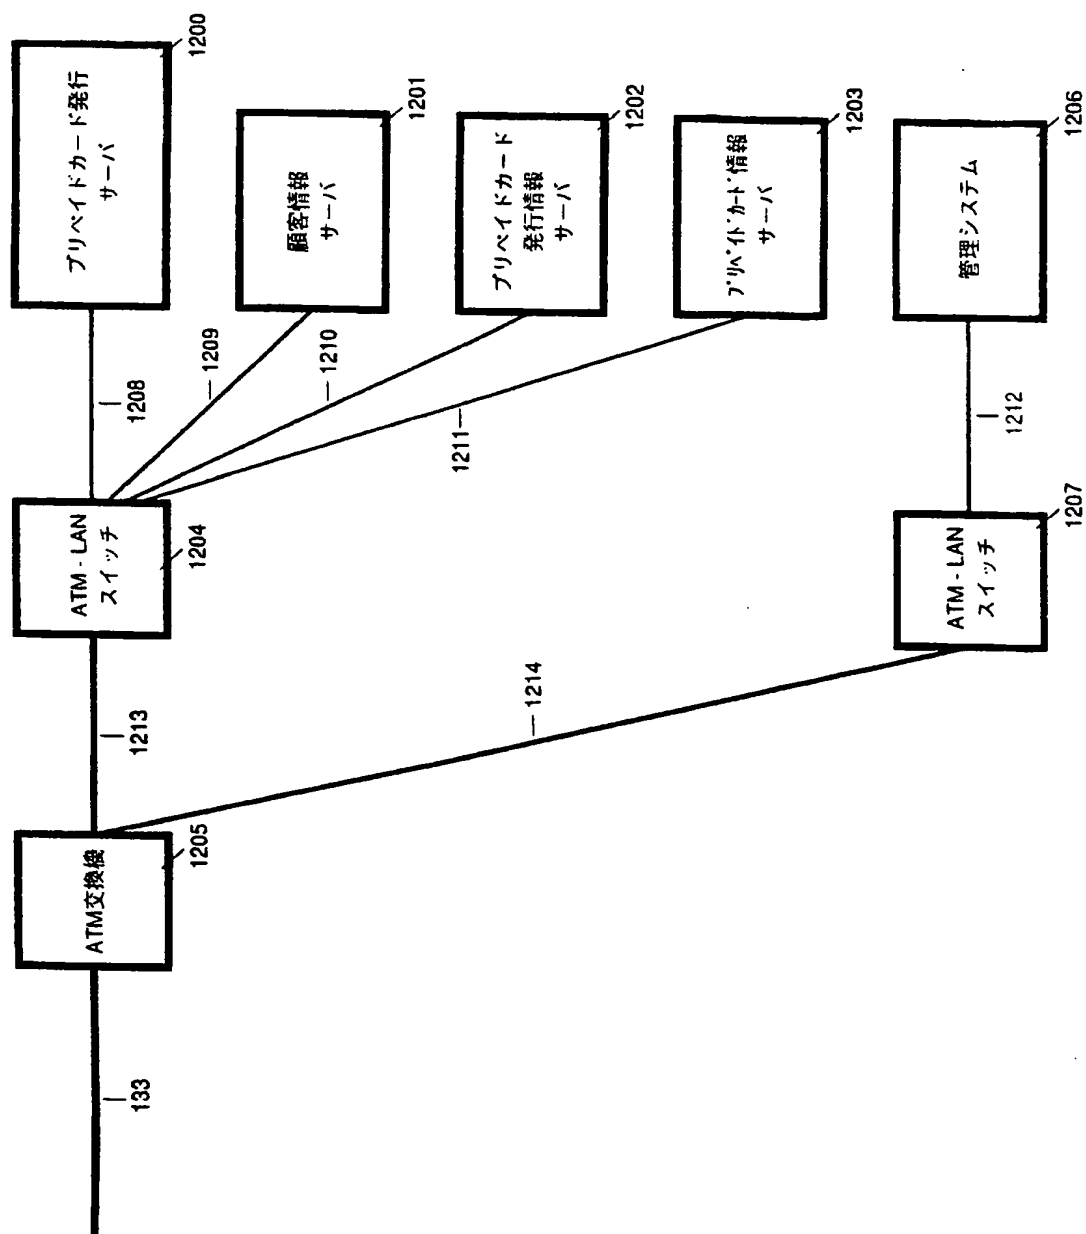 プリペイドカード発行
サーバ
1200
顧客情報
サーバ
1201
プリペイドカード
発行情報
サーバ
1202
プリペイドカード情報
サーバ
1203
管理システム
1206
1208
1209
1210
1211
1212
ATM-LAN
スイッチ
1204
ATM-LAN
スイッチ
1207
1213
1214
ATM交換機
1205
133